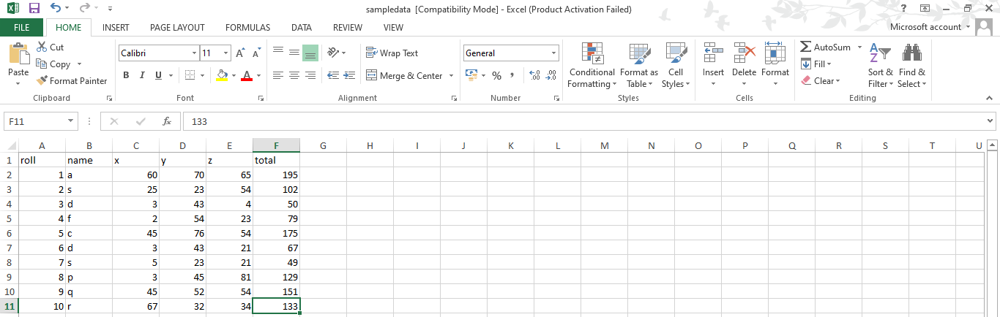 sampledata [Compatibility Mode] - Excel (Product Activation Failed)
FILE HOME INSERT PAGE LAYOUT FORMULAS DATA REVIEW VIEW Microsoft account
Paste
Cut
Copy
Format Painter
Clipboard
Calibri 11
B I U A
Font
Wrap Text
Merge & Center
Alignment
General
% , .0 .00 .00 .0
Number
Conditional Formatting
Format as Table
Cell Styles
Styles
Insert Delete Format
Cells
AutoSum
Fill
Clear
Sort & Filter
Find & Select
Editing
F11 fx 133
A B C D E F G H I J K L M N O P Q R S T U
1 roll name x y z total
2 1 a 60 70 65 195
3 2 s 25 23 54 102
4 3 d 3 43 4 50
5 4 f 2 54 23 79
6 5 c 45 76 54 175
7 6 d 3 43 21 67
8 7 s 5 23 21 49
9 8 p 3 45 81 129
10 9 q 45 52 54 151
11 10 r 67 32 34 133